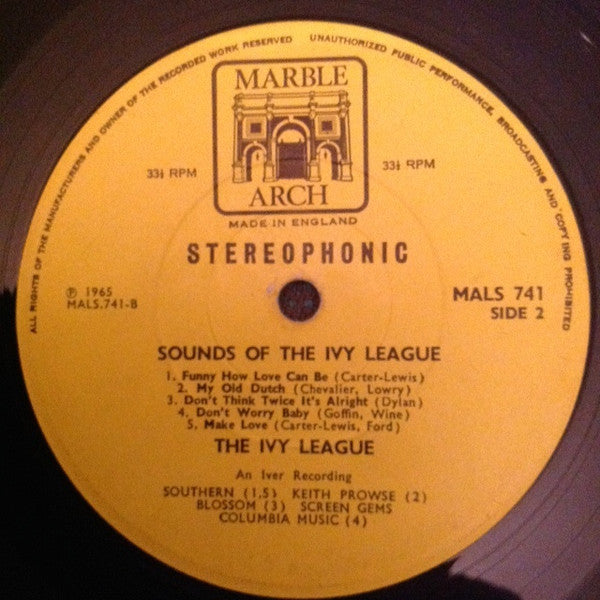 ALL RIGHTS OF THE MANUFACTURERS AND OWNER OF THE RECORDED WORK RESERVED UNAUTHORIZED PUBLIC PERFORMANCE, BROADCASTING AND COPYING PROHIBITED
MARBLE
ARCH
33⅓ RPM
33⅓ RPM
MADE IN ENGLAND
STEREOPHONIC
℗ 1965
MALS.741-B
MALS 741
SIDE 2
SOUNDS OF THE IVY LEAGUE
1. Funny How Love Can Be (Carter-Lewis)
2. My Old Dutch (Chevalier, Lowry)
3. Don't Think Twice It's Alright (Dylan)
4. Don't Worry Baby (Goffin, Wine)
5. Make Love (Carter-Lewis, Ford)
THE IVY LEAGUE
An Iver Recording
SOUTHERN (1,5) KEITH PROWSE (2)
BLOSSOM (3) SCREEN GEMS
COLUMBIA MUSIC (4)